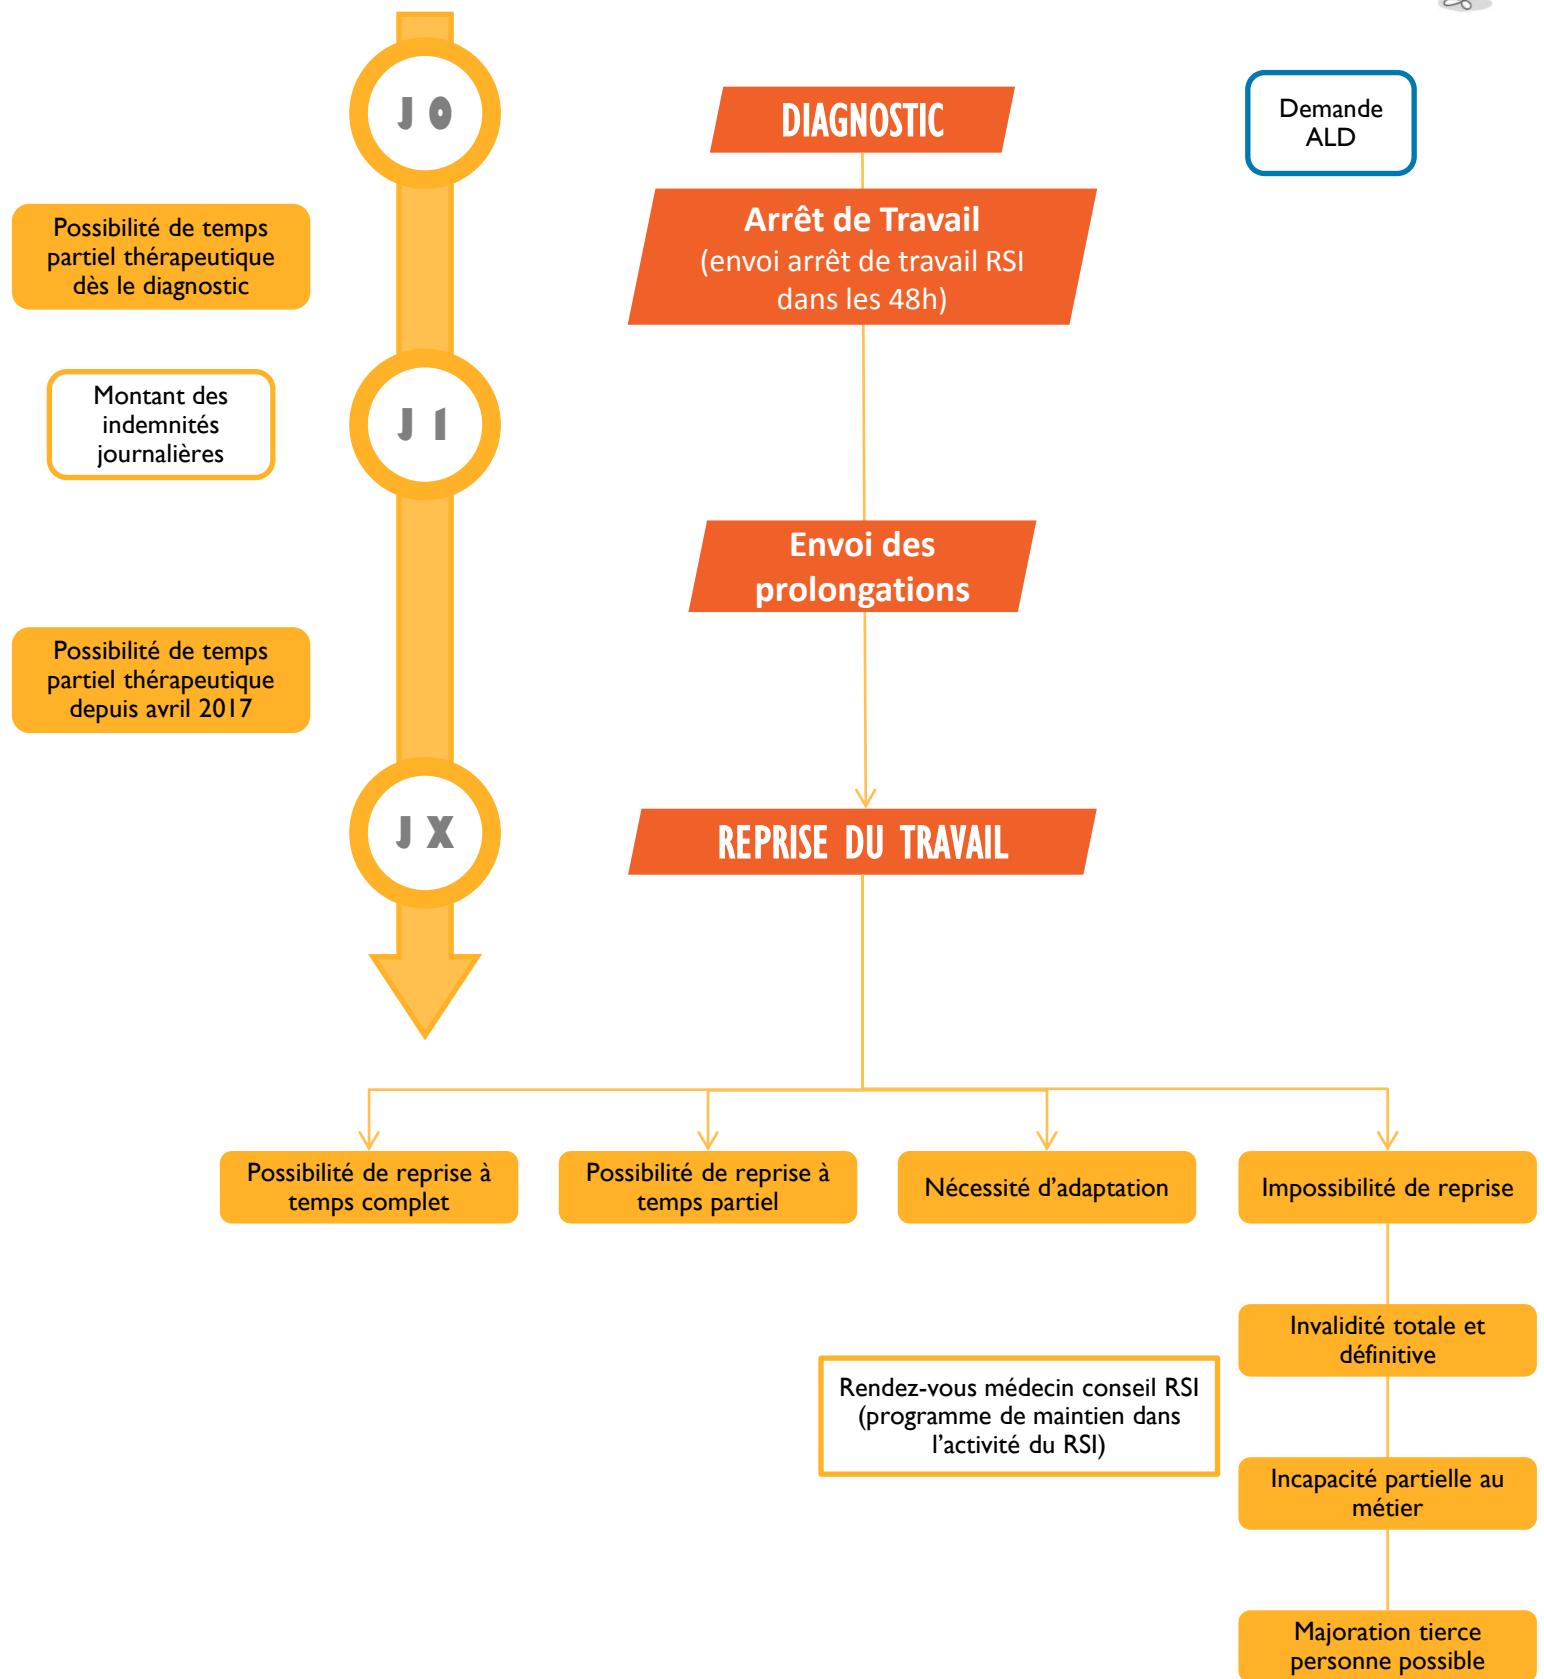 J 0
DIAGNOSTIC
Demande
ALD
Possibilité de temps
partiel thérapeutique
dès le diagnostic
Arrêt de Travail
(envoi arrêt de travail RSI
dans les 48h)
Montant des
indemnités
journalières
J 1
Envoi des
prolongations
Possibilité de temps
partiel thérapeutique
depuis avril 2017
J X
REPRISE DU TRAVAIL
Possibilité de reprise à
temps complet
Possibilité de reprise à
temps partiel
Nécessité d’adaptation
Impossibilité de reprise
Invalidité totale et
définitive
Rendez-vous médecin conseil RSI
(programme de maintien dans
l’activité du RSI)
Incapacité partielle au
métier
Majoration tierce
personne possible